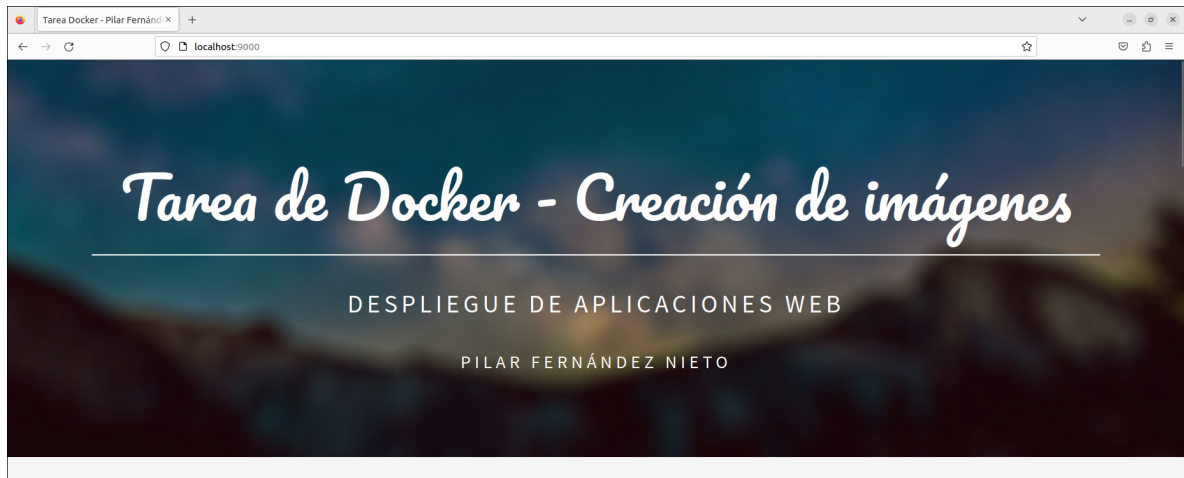 Tarea Docker - Pilar Fernánd
localhost:9000
Tarea de Docker - Creación de imágenes
DESPLIEGUE DE APLICACIONES WEB
PILAR FERNÁNDEZ NIETO